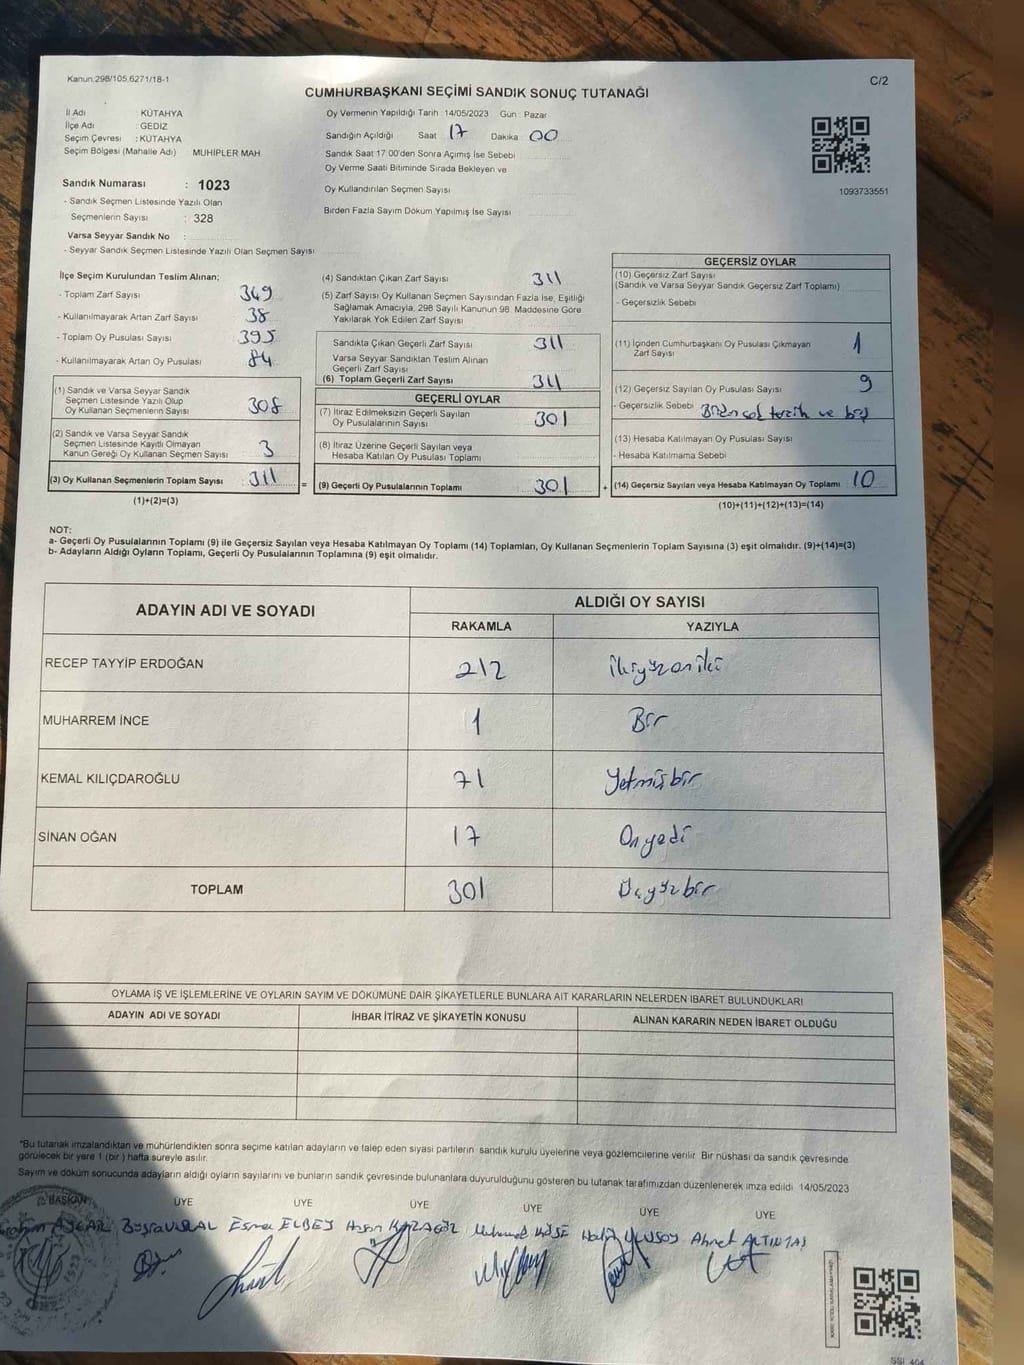 Kanun.298/105,6271/18-1
C/2
CUMHURBAŞKANI SEÇİMİ SANDIK SONUÇ TUTANAĞI
İl Adı : KÜTAHYA
İlçe Adı : GEDİZ
Seçim Çevresi : KÜTAHYA
Seçim Bölgesi (Mahalle Adı) MUHİPLER MAH.
Oy Vermenin Yapıldığı Tarih : 14/05/2023 Gün : Pazar
Sandığın Açıldığı Saat 17 Dakika 00
Sandık Saat 17:00'den Sonra Açımış İse Sebebi
Oy Verme Saati Bitiminde Sırada Bekleyen ve
Oy Kullandırılan Seçmen Sayısı
Birden Fazla Sayım Döküm Yapılmış İse Sayısı
1093733551
Sandık Numarası : 1023
- Sandık Seçmen Listesinde Yazılı Olan
Seçmenlerin Sayısı : 328
Varsa Seyyar Sandık No :
- Seyyar Sandık Seçmen Listesinde Yazılı Olan Seçmen Sayısı
İlçe Seçim Kurulundan Teslim Alınan;
- Toplam Zarf Sayısı 349
- Kullanılmayarak Artan Zarf Sayısı 38
- Toplam Oy Pusulası Sayısı 395
- Kullanılmayarak Artan Oy Pusulası 84
(1) Sandık ve Varsa Seyyar Sandık
Seçmen Listesinde Yazılı Olup
Oy Kullanan Seçmenlerin Sayısı 308
(2) Sandık ve Varsa Seyyar Sandık
Seçmen Listesinde Kayıtlı Olmayan
Kanun Gereği Oy Kullanan Seçmen Sayısı 3
(3) Oy Kullanan Seçmenlerin Toplam Sayısı 311 =
(1)+(2)=(3)
(4) Sandıktan Çıkan Zarf Sayısı 311
(5) Zarf Sayısı Oy Kullanan Seçmen Sayısından Fazla İse, Eşitliği
Sağlamak Amacıyla, 298 Sayılı Kanunun 98. Maddesine Göre
Yakılarak Yok Edilen Zarf Sayısı
Sandıkta Çıkan Geçerli Zarf Sayısı 311
Varsa Seyyar Sandıktan Teslim Alınan
Geçerli Zarf Sayısı
(6) Toplam Geçerli Zarf Sayısı 311
GEÇERLİ OYLAR
(7) İtiraz Edilmeksizin Geçerli Sayılan
Oy Pusulalarının Sayısı 301
(8) İtiraz Üzerine Geçerli Sayılan veya
Hesaba Katılan Oy Pusulası Toplamı
(9) Geçerli Oy Pusulalarının Toplamı 301 +
GEÇERSİZ OYLAR
(10) Geçersiz Zarf Sayısı
(Sandık ve Varsa Seyyar Sandık Geçersiz Zarf Toplamı)
- Geçersizlik Sebebi
(11) İçinden Cumhurbaşkanı Oy Pusulası Çıkmayan
Zarf Sayısı 1
(12) Geçersiz Sayılan Oy Pusulası Sayısı 9
- Geçersizlik Sebebi Birden çok tercih ve boş
(13) Hesaba Katılmayan Oy Pusulası Sayısı
- Hesaba Katılmama Sebebi
(14) Geçersiz Sayılan veya Hesaba Katılmayan Oy Toplamı 10
(10)+(11)+(12)+(13)=(14)
NOT:
a- Geçerli Oy Pusulalarının Toplamı (9) ile Geçersiz Sayılan veya Hesaba Katılmayan Oy Toplamı (14) Toplamları, Oy Kullanan Seçmenlerin Toplam Sayısına (3) eşit olmalıdır. (9)+(14)=(3)
b- Adayların Aldığı Oyların Toplamı, Geçerli Oy Pusulalarının Toplamına (9) eşit olmalıdır.
ADAYIN ADI VE SOYADI
ALDIĞI OY SAYISI
RAKAMLA YAZIYLA
RECEP TAYYİP ERDOĞAN 212 ikiyüzoniki
MUHARREM İNCE 1 Bir
KEMAL KILIÇDAROĞLU 71 Yetmişbir
SİNAN OĞAN 17 Onyedi
TOPLAM 301 Üçyüzbir
OYLAMA İŞ VE İŞLEMLERİNE VE OYLARIN SAYIM VE DÖKÜMÜNE DAİR ŞİKAYETLERLE BUNLARA AİT KARARLARIN NELERDEN İBARET BULUNDUKLARI
ADAYIN ADI VE SOYADI İHBAR İTİRAZ VE ŞİKAYETİN KONUSU ALINAN KARARIN NEDEN İBARET OLDUĞU
*Bu tutanak imzalandıktan ve mühürlendikten sonra seçime katılan adayların ve talep eden siyasi partilerin sandık kurulu üyelerine veya gözlemcilerine verilir. Bir nüshası da sandık çevresinde
görülecek bir yere 1 (bir) hafta süreyle asılır.
Sayım ve döküm sonucunda adayların aldığı oyların sayılarını ve bunların sandık çevresinde bulunanlara duyurulduğunu gösteren bu tutanak tarafımızdan düzenlenerek imza edildi. 14/05/2023
BAŞKAN ÜYE ÜYE ÜYE ÜYE ÜYE ÜYE
Büşra VURAL Esma ELBEY Hasan KARAGÖZ Mehmed KÖSE ULUSOY Ahmet ALTINTAŞ
SSİ 404